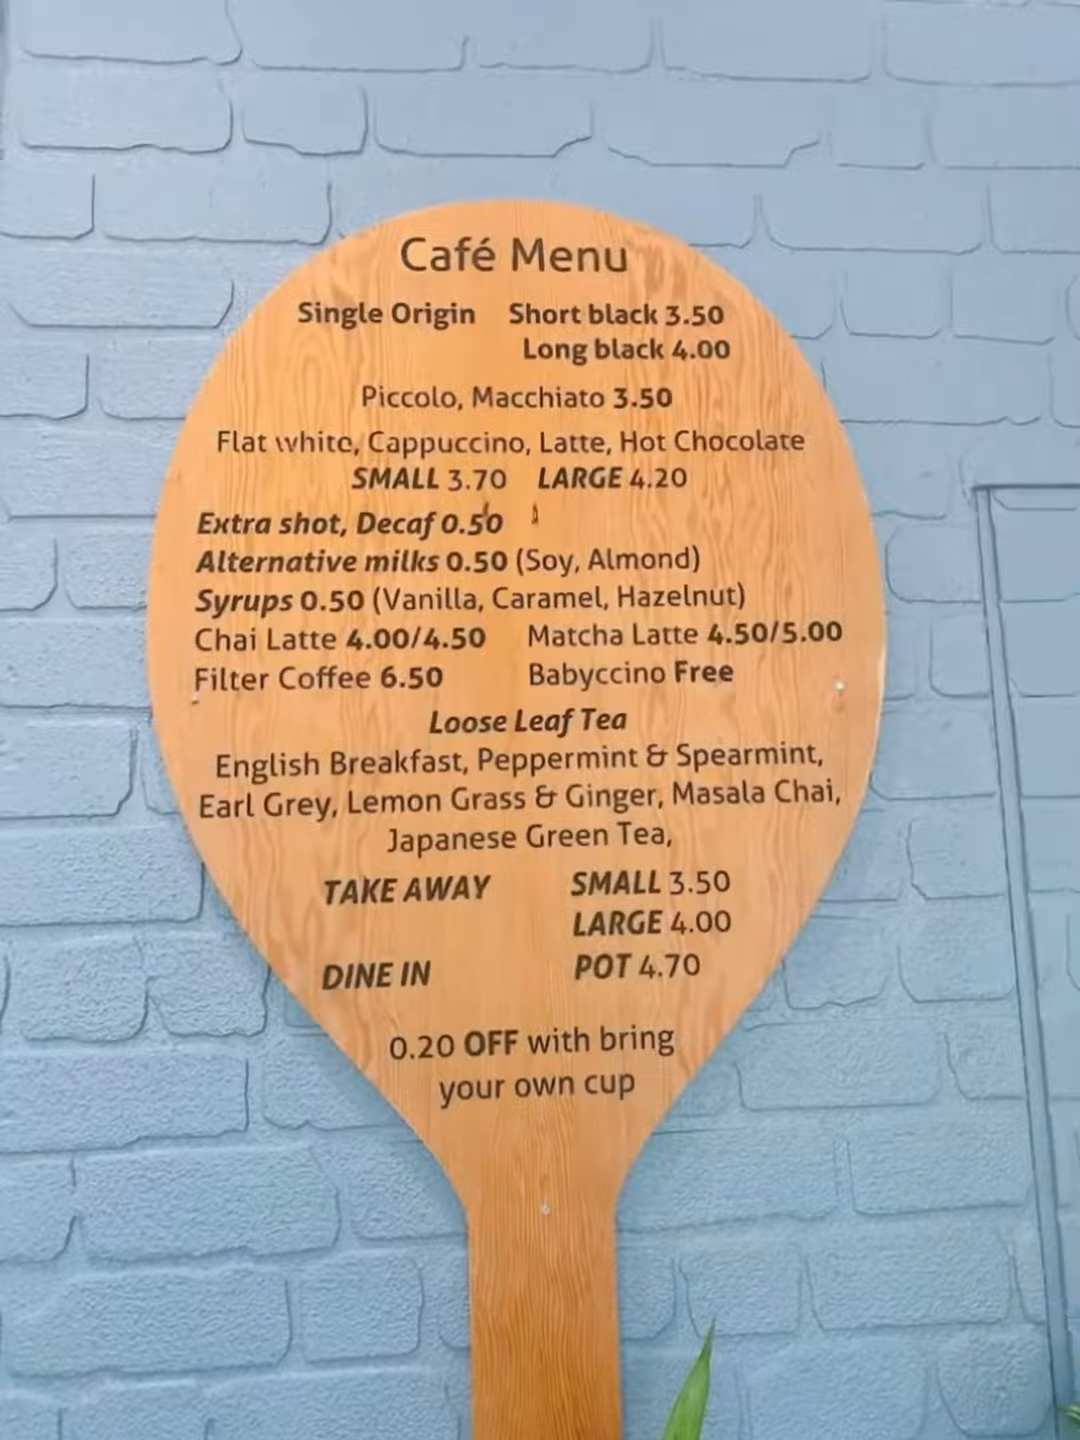 Café Menu
Single Origin Short black 3.50
Long black 4.00
Piccolo, Macchiato 3.50
Flat white, Cappuccino, Latte, Hot Chocolate
SMALL 3.70 LARGE 4.20
Extra shot, Decaf 0.50
Alternative milks 0.50 (Soy, Almond)
Syrups 0.50 (Vanilla, Caramel, Hazelnut)
Chai Latte 4.00/4.50 Matcha Latte 4.50/5.00
Filter Coffee 6.50 Babyccino Free
Loose Leaf Tea
English Breakfast, Peppermint & Spearmint,
Earl Grey, Lemon Grass & Ginger, Masala Chai,
Japanese Green Tea,
TAKE AWAY SMALL 3.50
LARGE 4.00
DINE IN POT 4.70
0.20 OFF with bring
your own cup